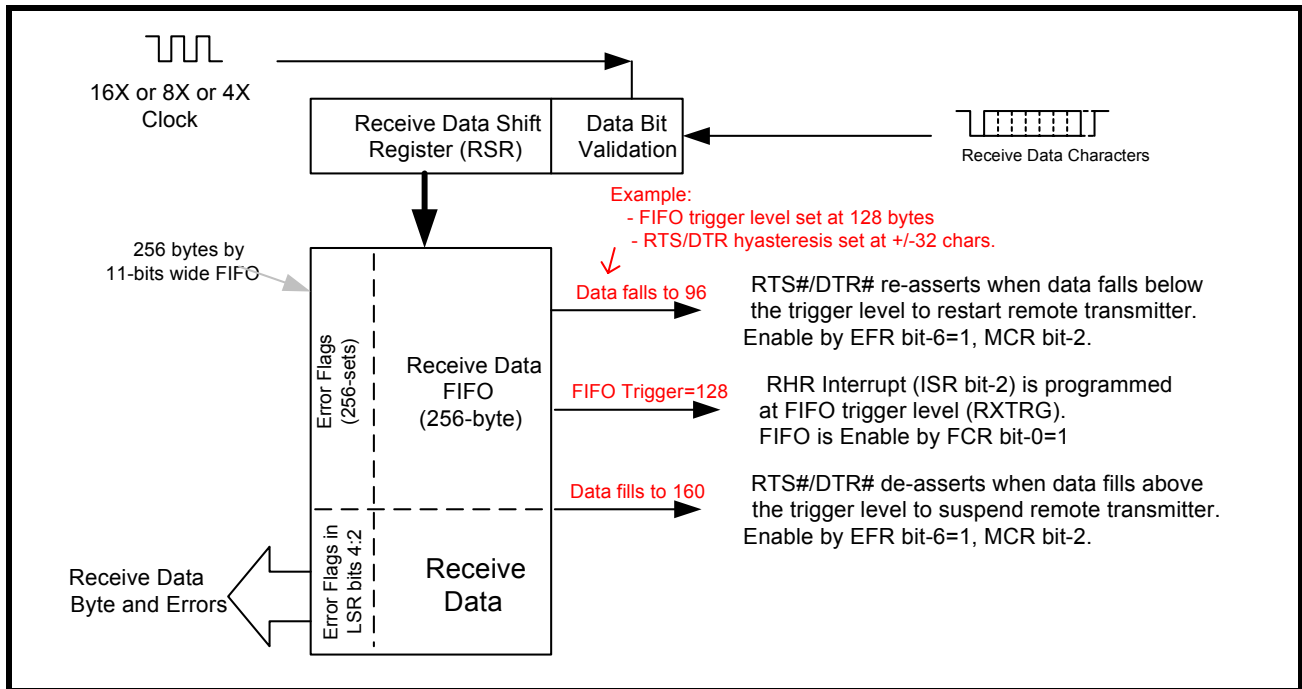 16X or 8X or 4X
Clock
Receive Data Shift
Register (RSR)
Data Bit
Validation
Receive Data Characters
Example:
- FIFO trigger level set at 128 bytes
- RTS/DTR hyasteresis set at +/-32 chars.
256 bytes by
11-bits wide FIFO
Error Flags
(256-sets)
Receive Data
FIFO
(256-byte)
Data falls to 96
RTS#/DTR# re-asserts when data falls below
the trigger level to restart remote transmitter.
Enable by EFR bit-6=1, MCR bit-2.
FIFO Trigger=128
RHR Interrupt (ISR bit-2) is programmed
at FIFO trigger level (RXTRG).
FIFO is Enable by FCR bit-0=1
Data fills to 160
RTS#/DTR# de-asserts when data fills above
the trigger level to suspend remote transmitter.
Enable by EFR bit-6=1, MCR bit-2.
Error Flags in
LSR bits 4:2
Receive
Data
Receive Data
Byte and Errors